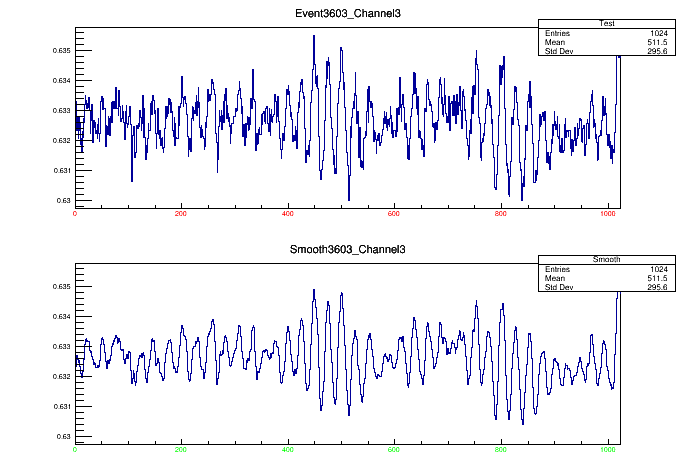 Event3603_Channel3
Test
Entries 1024
Mean 511.5
Std Dev 295.6
0.635
0.634
0.633
0.632
0.631
0.63
0 200 400 600 800 1000
Smooth3603_Channel3
Smooth
Entries 1024
Mean 511.5
Std Dev 295.6
0.635
0.634
0.633
0.632
0.631
0.63
0 200 400 600 800 1000